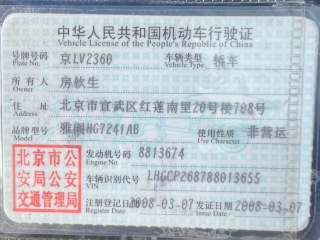 中华人民共和国机动车行驶证
Vehicle License of the People's Republic of China
号牌号码 京LV2360 车辆类型 轿车
Plate No. Vehicle Type
所有人 房软生
Owner
住址 北京市宣武区红莲南里20号楼708号
Address
品牌型号 雅阁HG7241AB 使用性质 非营运
Model Use Character
北京市公安局公安交通管理局
发动机号码 8813674
Engine No.
车辆识别代号 LHGCP268788013655
VIN
注册登记日期 2008-03-07 发证日期 2008-03-07
Register Date Issue Date